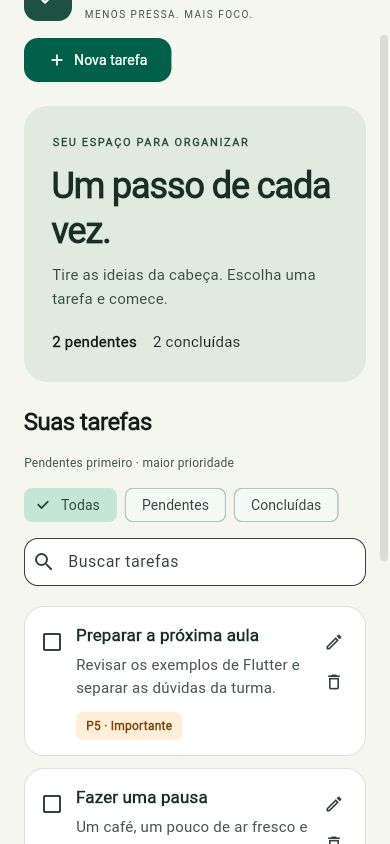 MENOS PRESSA. MAIS FOCO.
Nova tarefa
SEU ESPAÇO PARA ORGANIZAR
Um passo de cada
vez.
Tire as ideias da cabeça. Escolha uma
tarefa e comece.
2 pendentes 2 concluídas
Suas tarefas
Pendentes primeiro · maior prioridade
Todas Pendentes Concluídas
Buscar tarefas
Preparar a próxima aula
Revisar os exemplos de Flutter e
separar as dúvidas da turma.
P5 · Importante
Fazer uma pausa
Um café, um pouco de ar fresco e